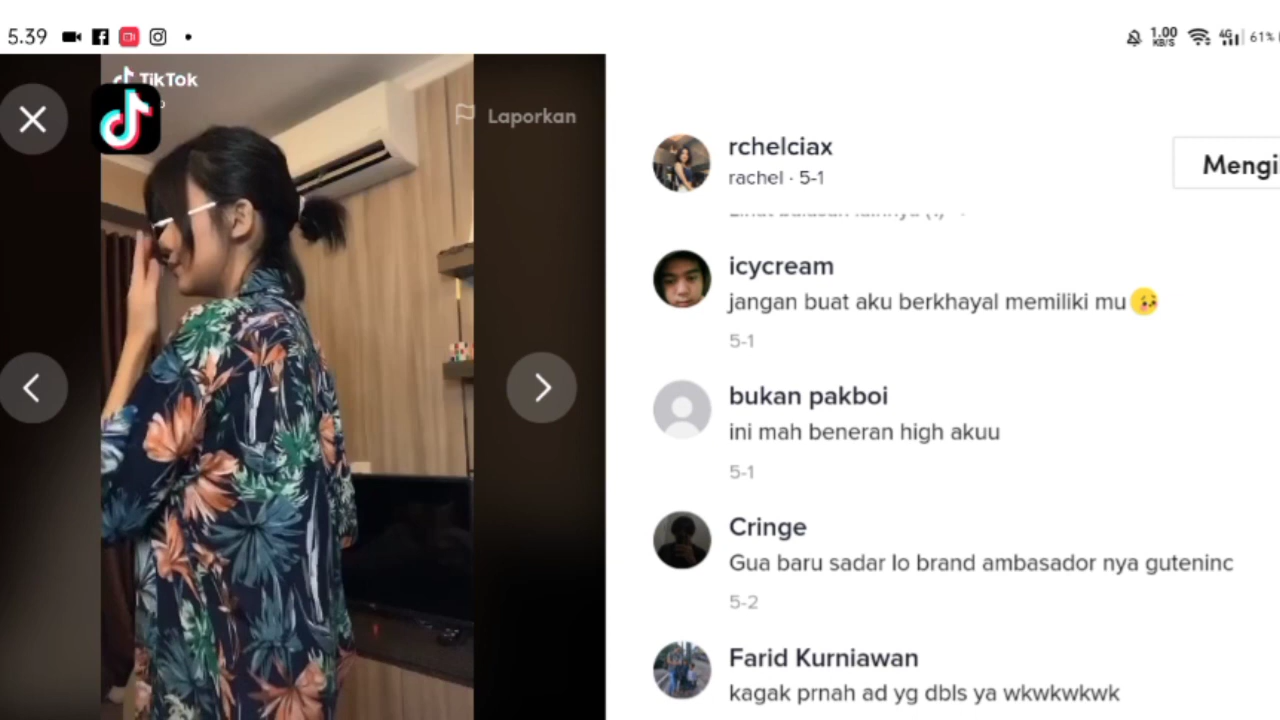 5.39
1.00
KB/S
4G
61%
TikTok
Laporkan
rchelciax
rachel · 5-1
Mengi
icycream
jangan buat aku berkhayal memiliki mu🥺
5-1
bukan pakboi
ini mah beneran high akuu
5-1
Cringe
Gua baru sadar lo brand ambasador nya guteninc
5-2
Farid Kurniawan
kagak prnah ad yg dbls ya wkwkwkwk